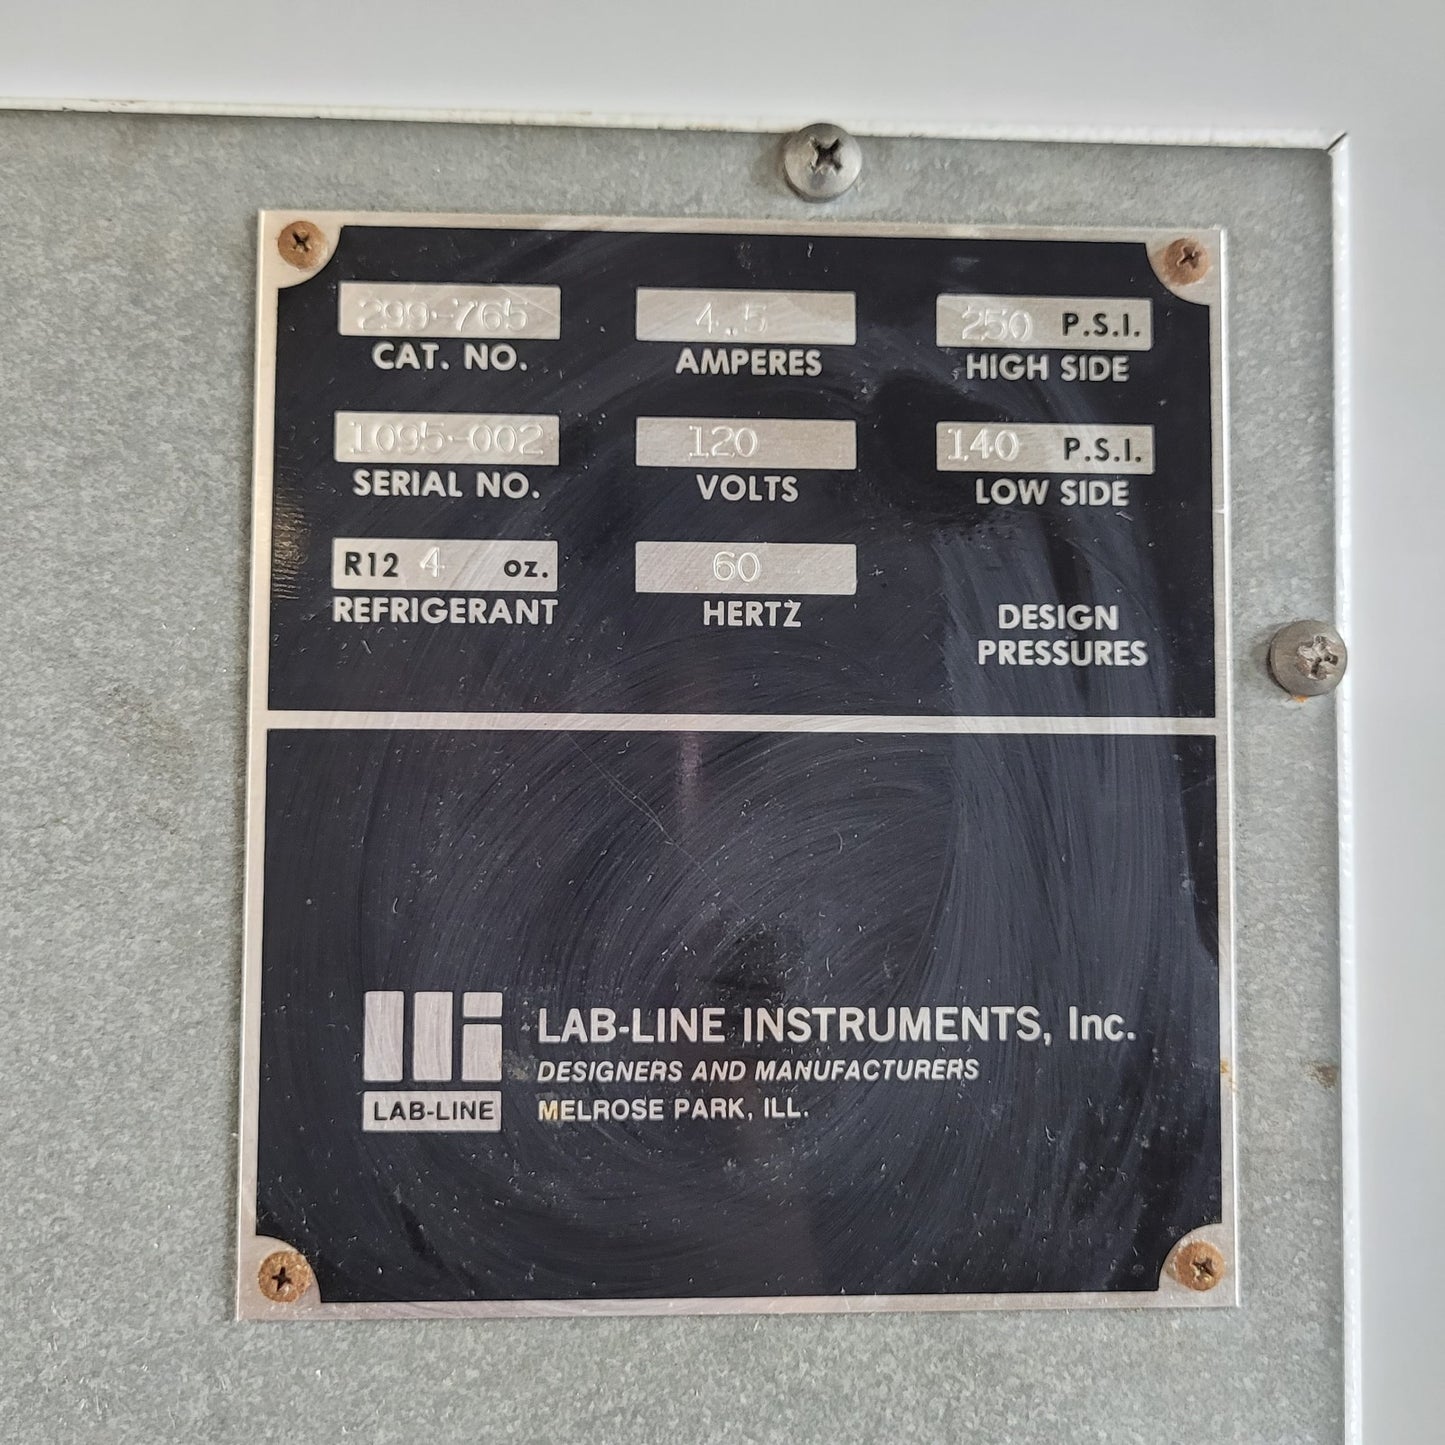 299-765
CAT. NO.
4.5
AMPERES
250 P.S.I.
HIGH SIDE
1095-002
SERIAL NO.
120
VOLTS
140 P.S.I.
LOW SIDE
R12 4 oz.
REFRIGERANT
60
HERTZ
DESIGN
PRESSURES
LAB-LINE
LAB-LINE INSTRUMENTS, Inc.
DESIGNERS AND MANUFACTURERS
MELROSE PARK, ILL.